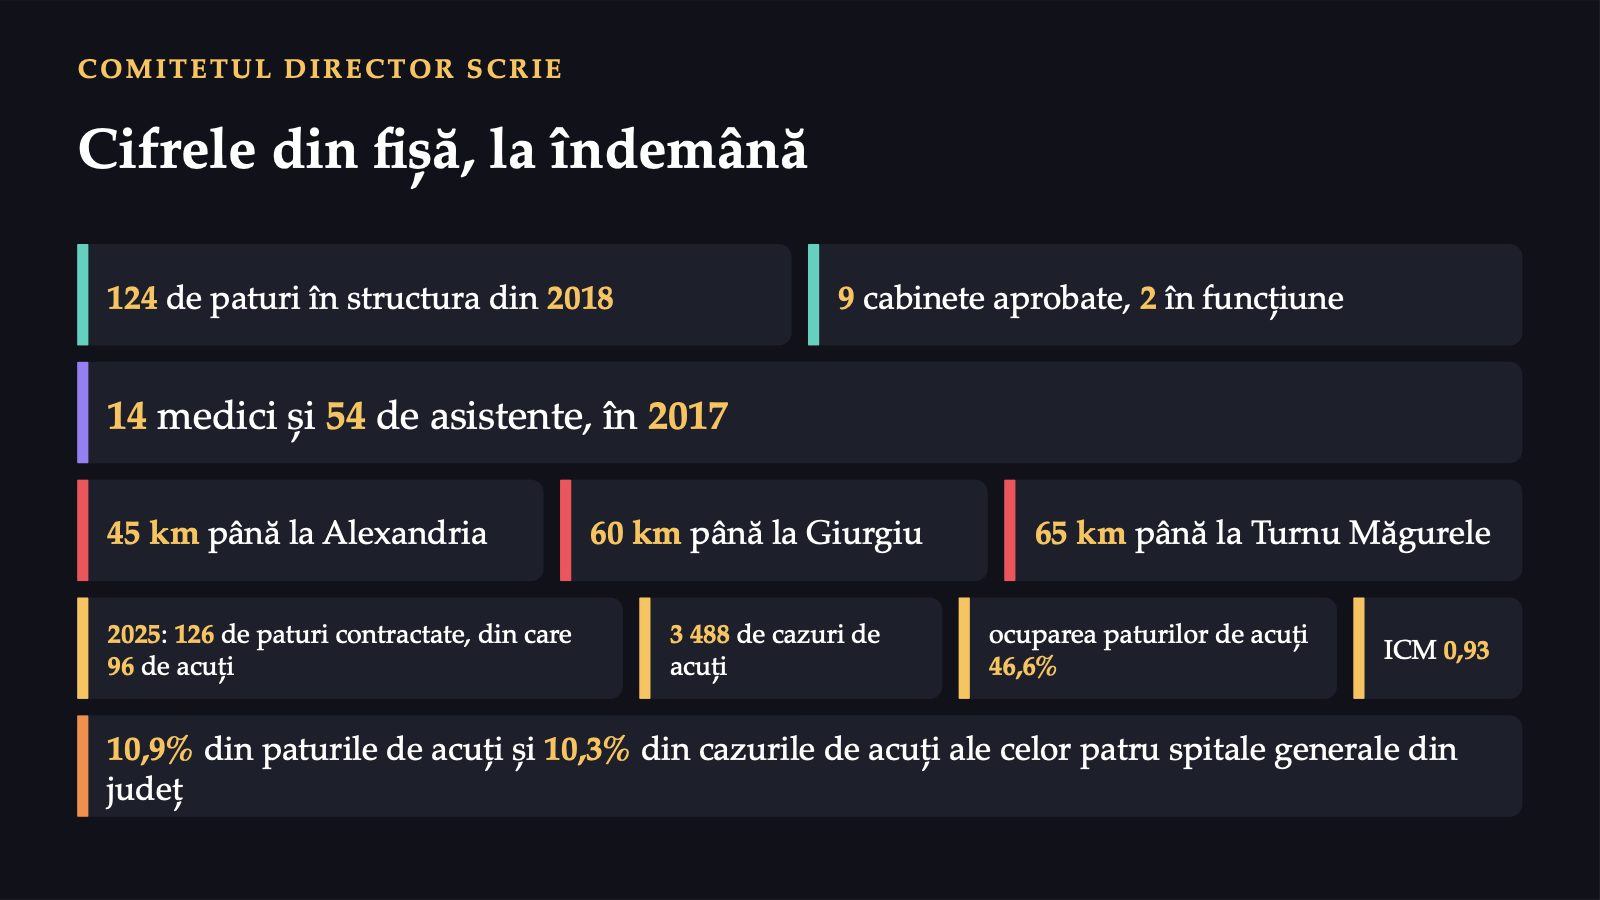 COMITETUL DIRECTOR SCRIE
Cifrele din fișă, la îndemână
124 de paturi în structura din 2018
9 cabinete aprobate, 2 în funcțiune
14 medici și 54 de asistente, în 2017
45 km până la Alexandria
60 km până la Giurgiu
65 km până la Turnu Măgurele
2025: 126 de paturi contractate, din care
96 de acuți
3 488 de cazuri de
acuți
ocuparea paturilor de acuți
46,6%
ICM 0,93
10,9% din paturile de acuți și 10,3% din cazurile de acuți ale celor patru spitale generale din
județ